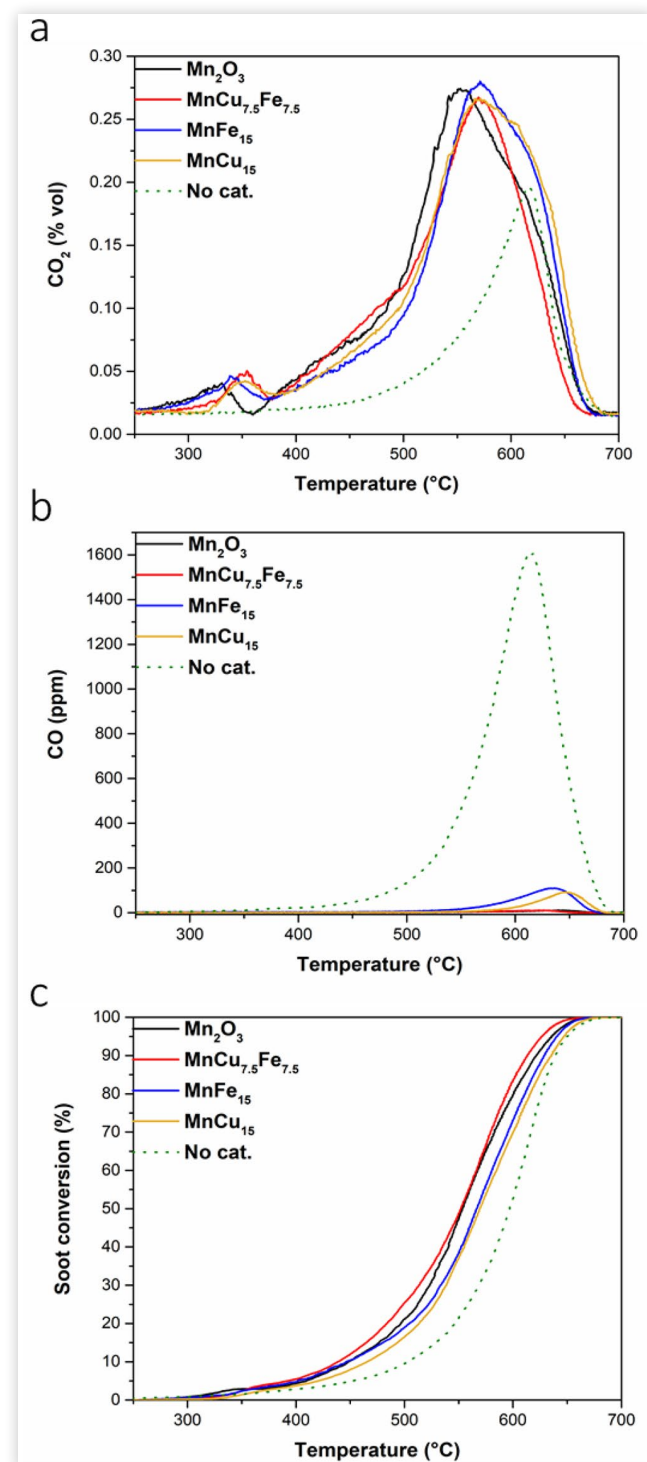 a
0.30
0.25
0.20
0.15
0.10
0.05
0.00
CO₂ (% vol)
Mn₂O₃
MnCu₇.₅Fe₇.₅
MnFe₁₅
MnCu₁₅
No cat.
300 400 500 600 700
Temperature (°C)
b
1600
1400
1200
1000
800
600
400
200
0
CO (ppm)
Mn₂O₃
MnCu₇.₅Fe₇.₅
MnFe₁₅
MnCu₁₅
No cat.
300 400 500 600 700
Temperature (°C)
c
100
90
80
70
60
50
40
30
20
10
0
Soot conversion (%)
Mn₂O₃
MnCu₇.₅Fe₇.₅
MnFe₁₅
MnCu₁₅
No cat.
300 400 500 600 700
Temperature (°C)